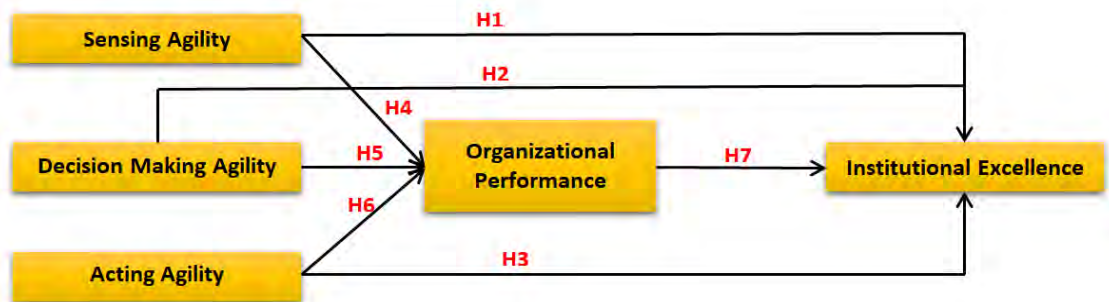 H1
Sensing Agility
H2
H4
Decision Making Agility
H5
Organizational
Performance
H7
Institutional Excellence
H6
Acting Agility
H3